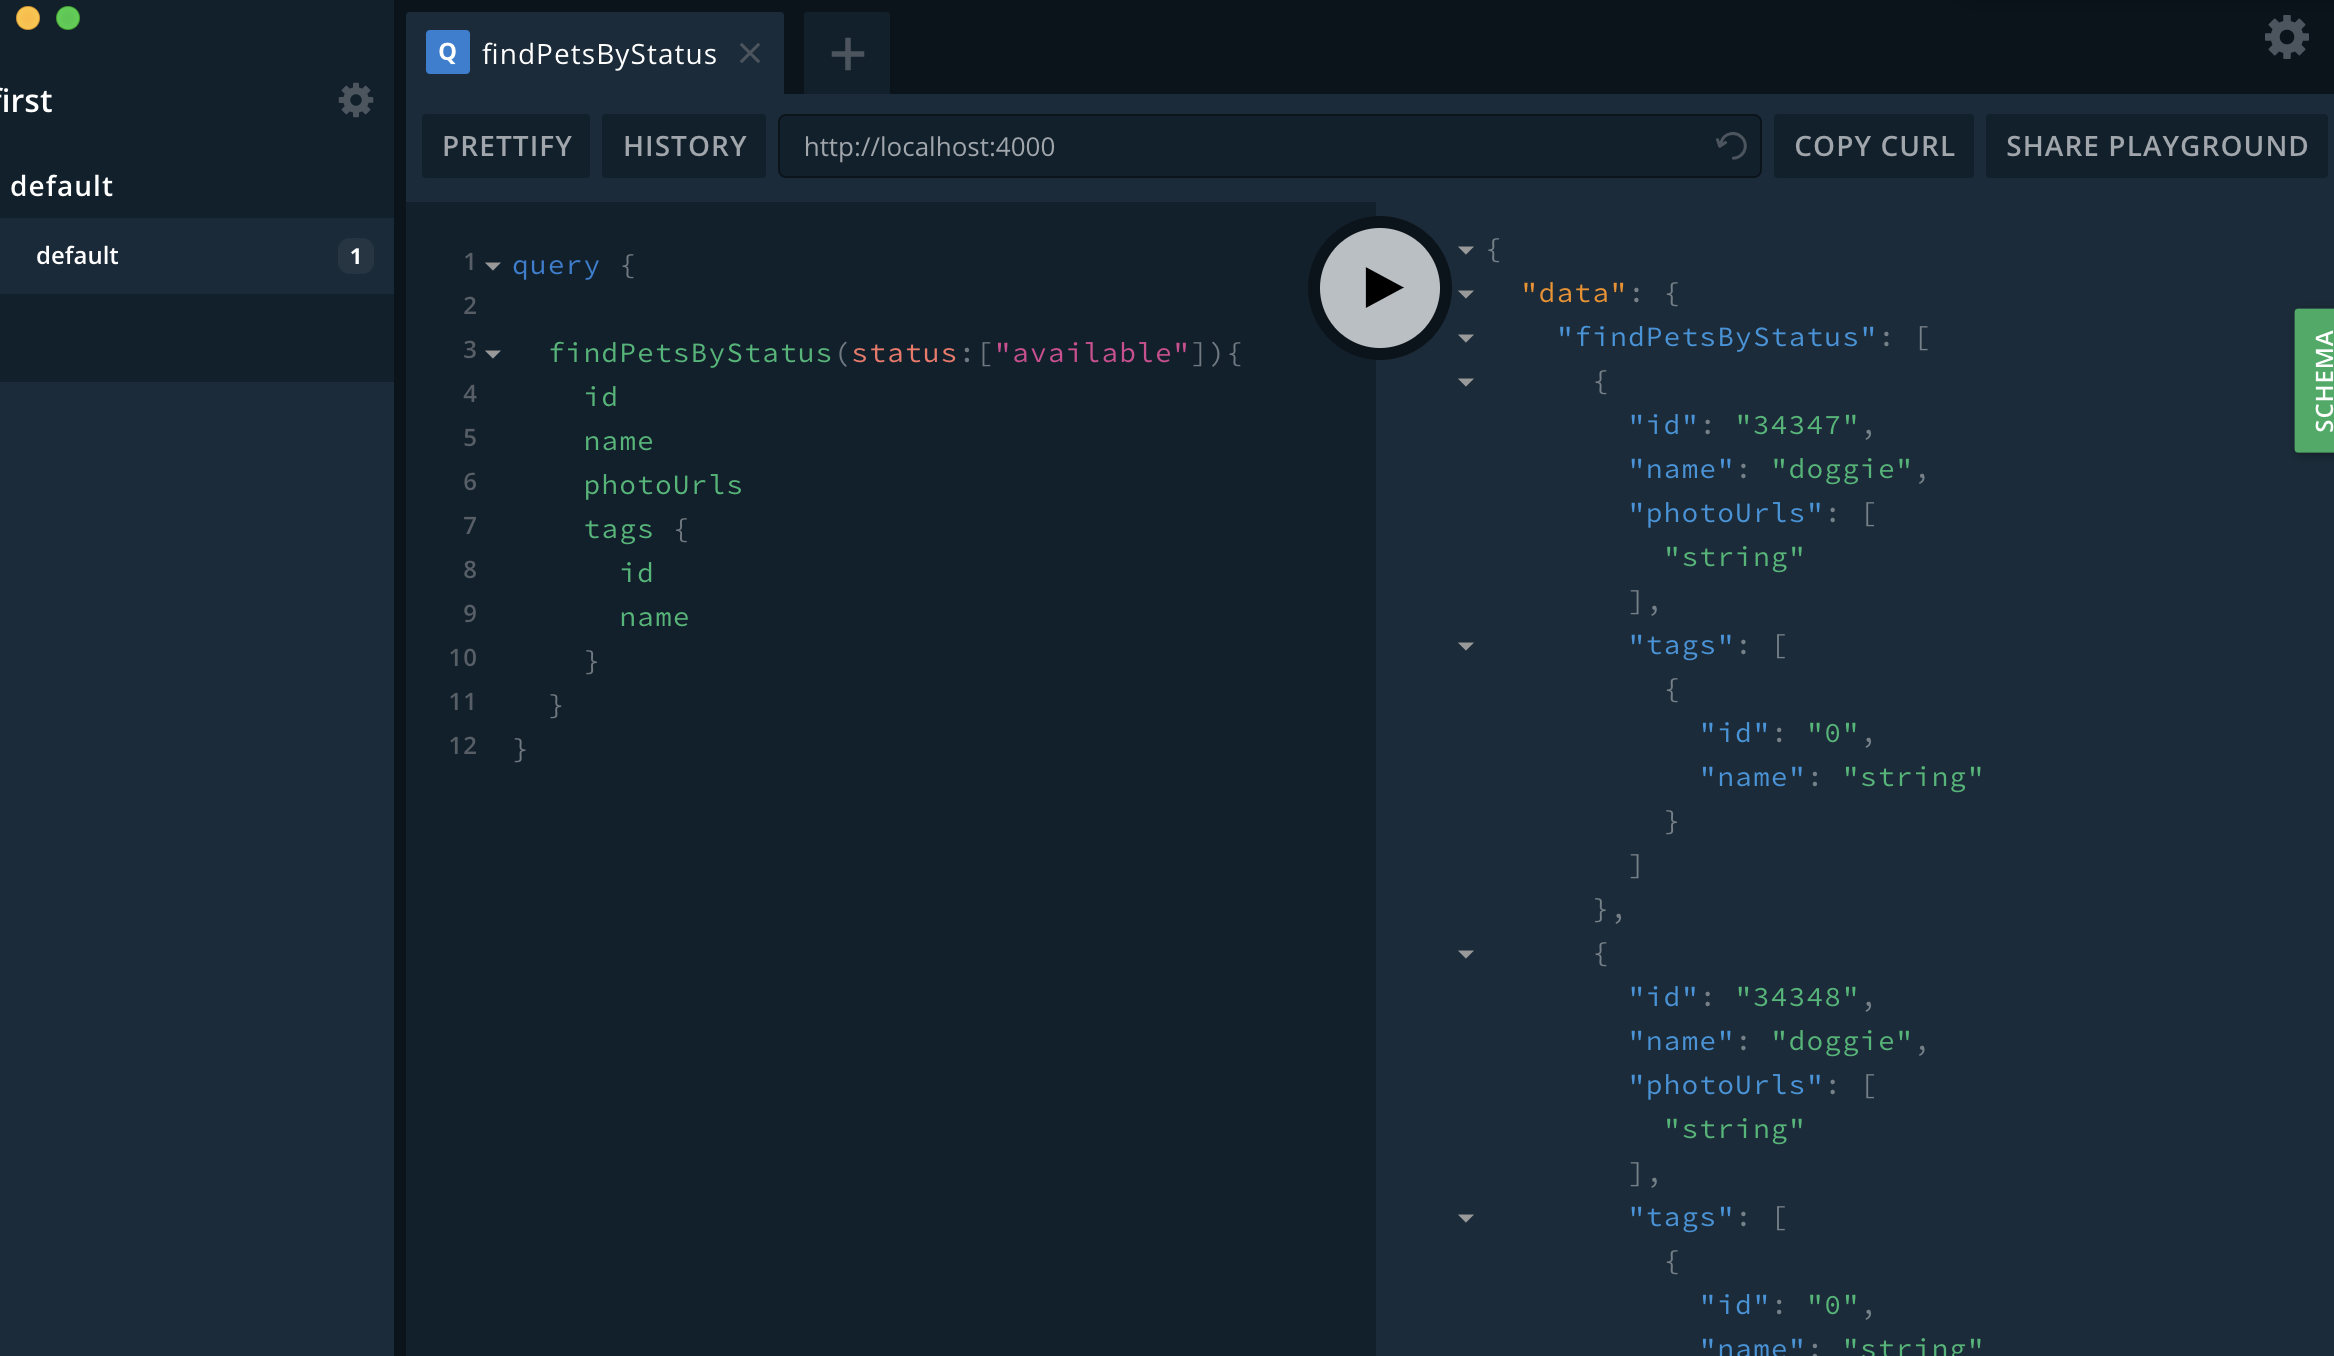 first
default
default 1
Q findPetsByStatus
PRETTIFY HISTORY http://localhost:4000 COPY CURL SHARE PLAYGROUND
1 query {
2
3 findPetsByStatus(status:["available"]){
4 id
5 name
6 photoUrls
7 tags {
8 id
9 name
10 }
11 }
12 }
{
"data": {
"findPetsByStatus": [
{
"id": "34347",
"name": "doggie",
"photoUrls": [
"string"
],
"tags": [
{
"id": "0",
"name": "string"
}
]
},
{
"id": "34348",
"name": "doggie",
"photoUrls": [
"string"
],
"tags": [
{
"id": "0",
"name": "string"
SCHEMA